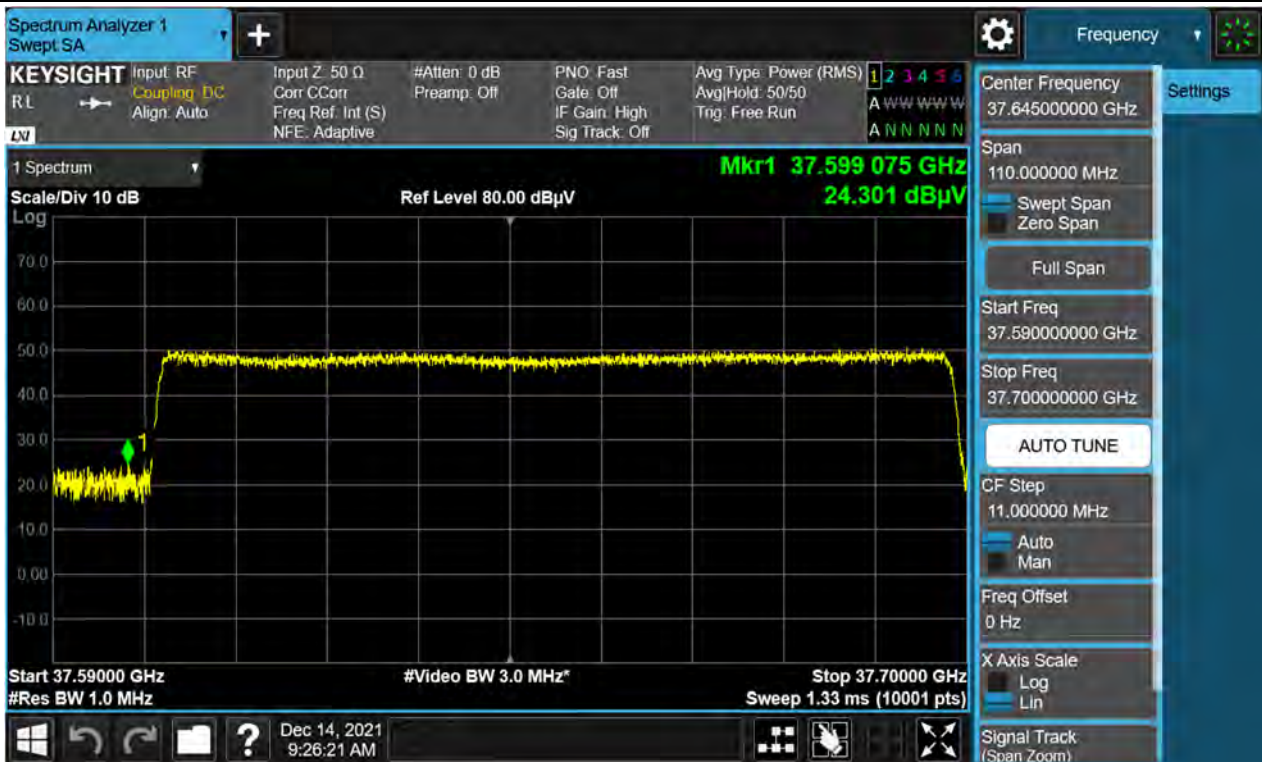 Spectrum Analyzer 1
Swept SA
+
Frequency
KEYSIGHT
RL
LXI
Input: RF
Coupling: DC
Align: Auto
Input Z: 50 Ω
Corr CCorr
Freq Ref: Int (S)
NFE: Adaptive
#Atten: 0 dB
Preamp: Off
PNO: Fast
Gate: Off
IF Gain: High
Sig Track: Off
Avg Type: Power (RMS)
Avg|Hold: 50/50
Trig: Free Run
1 2 3 4 5 6
A W W W W W
A N N N N N
1 Spectrum
Scale/Div 10 dB
Log
Ref Level 80.00 dBµV
Mkr1 37.599 075 GHz
24.301 dBµV
70.0
60.0
50.0
40.0
30.0
1
20.0
10.0
0.00
-10.0
Start 37.59000 GHz
#Res BW 1.0 MHz
#Video BW 3.0 MHz*
Stop 37.70000 GHz
Sweep 1.33 ms (10001 pts)
Center Frequency
37.645000000 GHz
Settings
Span
110.000000 MHz
Swept Span
Zero Span
Full Span
Start Freq
37.590000000 GHz
Stop Freq
37.700000000 GHz
AUTO TUNE
CF Step
11.000000 MHz
Auto
Man
Freq Offset
0 Hz
X Axis Scale
Log
Lin
Signal Track
(Span Zoom)
?
Dec 14, 2021
9:26:21 AM